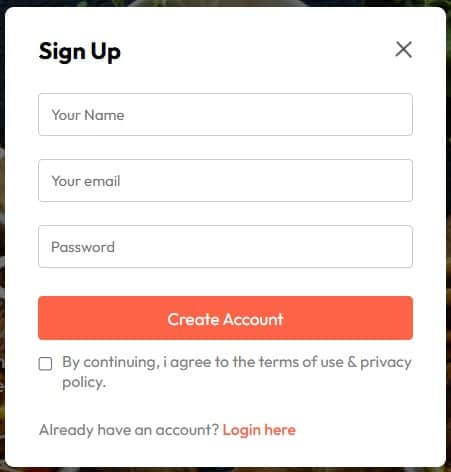 Sign Up
Your Name
Your email
Password
Create Account
By continuing, i agree to the terms of use & privacy
policy.
Already have an account? Login here